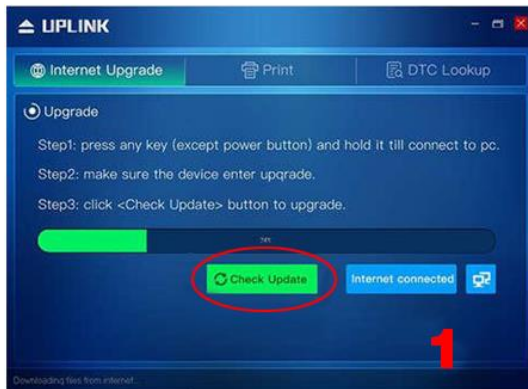 UPLINK
Internet Upgrade
Print
DTC Lookup
Upgrade
Step1: press any key (except power button) and hold it till connect to pc.
Step2: make sure the device enter upgrade.
Step3: click <Check Update> button to upgrade.
Check Update
Internet connected
1
Downloading files from internet...